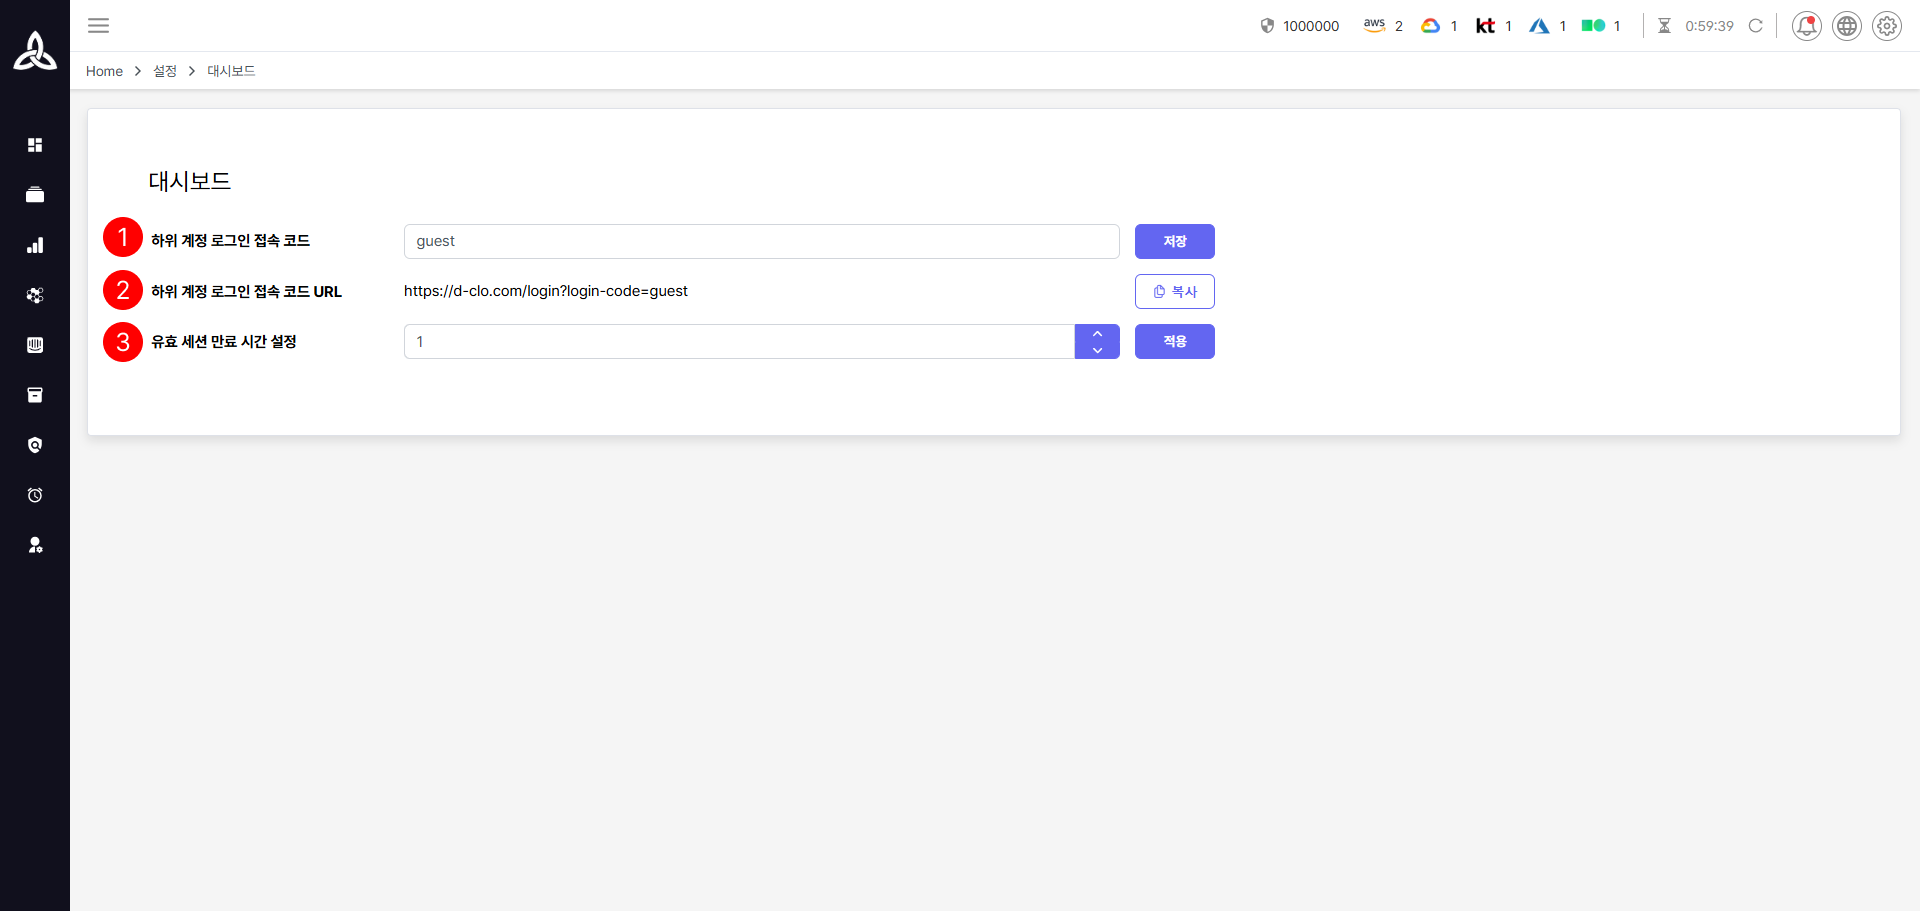 1000000 aws 2 1 kt 1 1 1 0:59:39
Home > 설정 > 대시보드
대시보드
1 하위 계정 로그인 접속 코드 guest 저장
2 하위 계정 로그인 접속 코드 URL https://d-clo.com/login?login-code=guest 복사
3 유효 세션 만료 시간 설정 1 적용